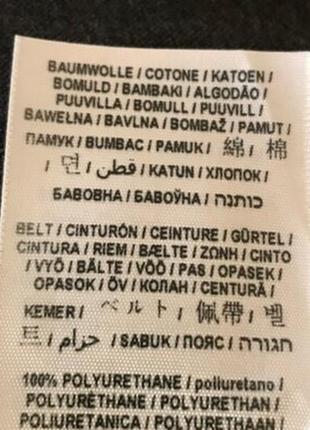 BAUMWOLLE / COTONE / KATOEN /
BOMULD / BAMBAKI / ALGODÃO /
PUUVILLA / BOMULL / PUUVILL /
BAWEŁNA / BAVLNA / BOMBAŽ / PAMUT /
ПАМУК / BUMBAC / PAMUK / 綿 / 棉
/ 면 / قطن / KATUN / ХЛОПОК /
БАВОВНА / БАВОЎНА / כותנה
BELT / CINTURÓN / CEINTURE / GÜRTEL /
CINTURA / RIEM / BÆLTE / ΖΩΝΗ / CINTO
/ VYÖ / BÄLTE / VÖÖ / PAS / OPASEK /
OPASOK / ÖV / КОЛАН / CENTURĂ /
KEMER / ベルト / 佩帶 / 벨
트 / حزام / SABUK / ПОЯС / חגורה
100% POLYURETHANE / poliuretano /
POLYURETHANE / POLYURETHAN /
POLIURETANICA / POLYURETHAAN /